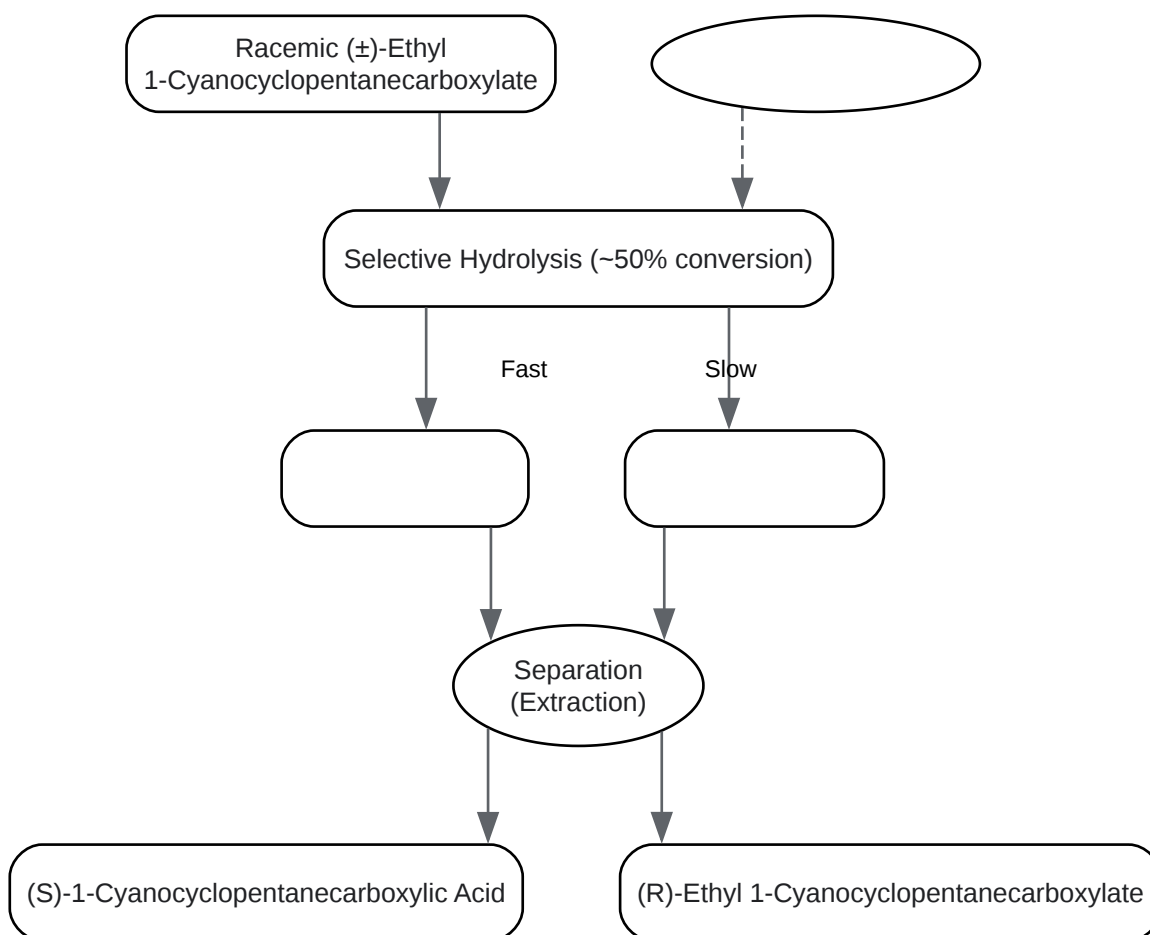 Racemic (±)-Ethyl
1-Cyanocyclopentanecarboxylate
Selective Hydrolysis (~50% conversion)
Fast
Slow
Separation
(Extraction)
(S)-1-Cyanocyclopentanecarboxylic Acid
(R)-Ethyl 1-Cyanocyclopentanecarboxylate